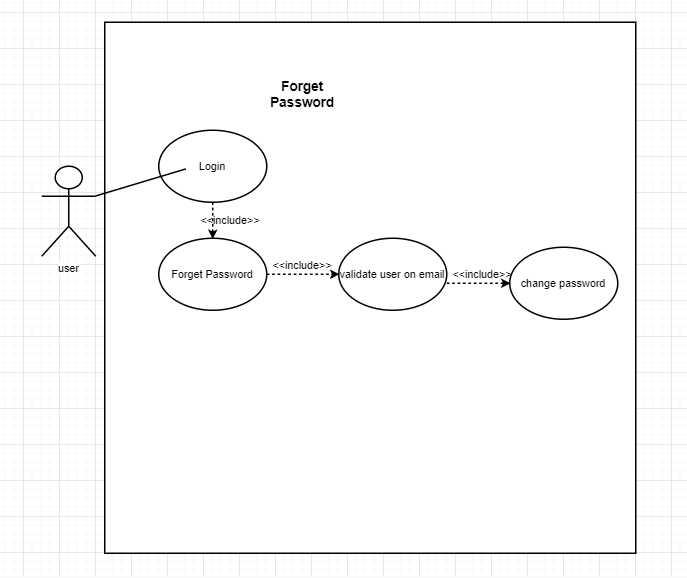 Forget
Password
Login
<<include>>
user
Forget Password
<<include>>
validate user on email
<<include>>
change password